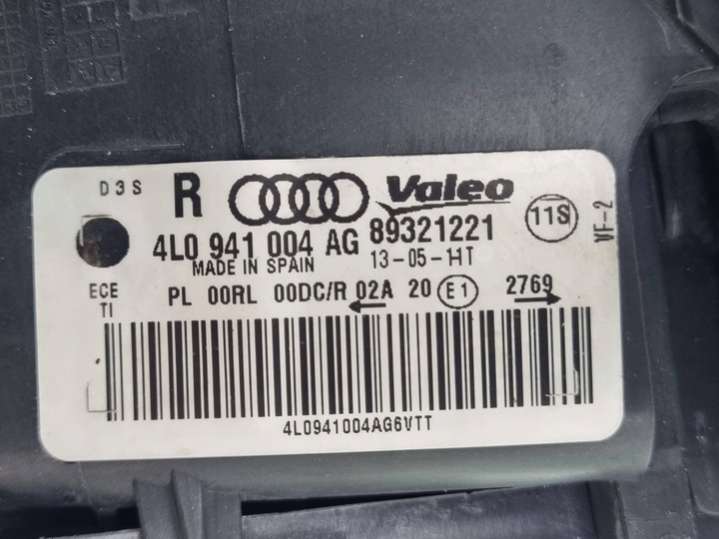 D3S R Valeo
4L0 941 004 AG 89321221 11S
MADE IN SPAIN 13-05-14T VF-2
ECE PL 00RL 00DC/R 02A 20 E1 2769
TI
4L0941004AG6VTT